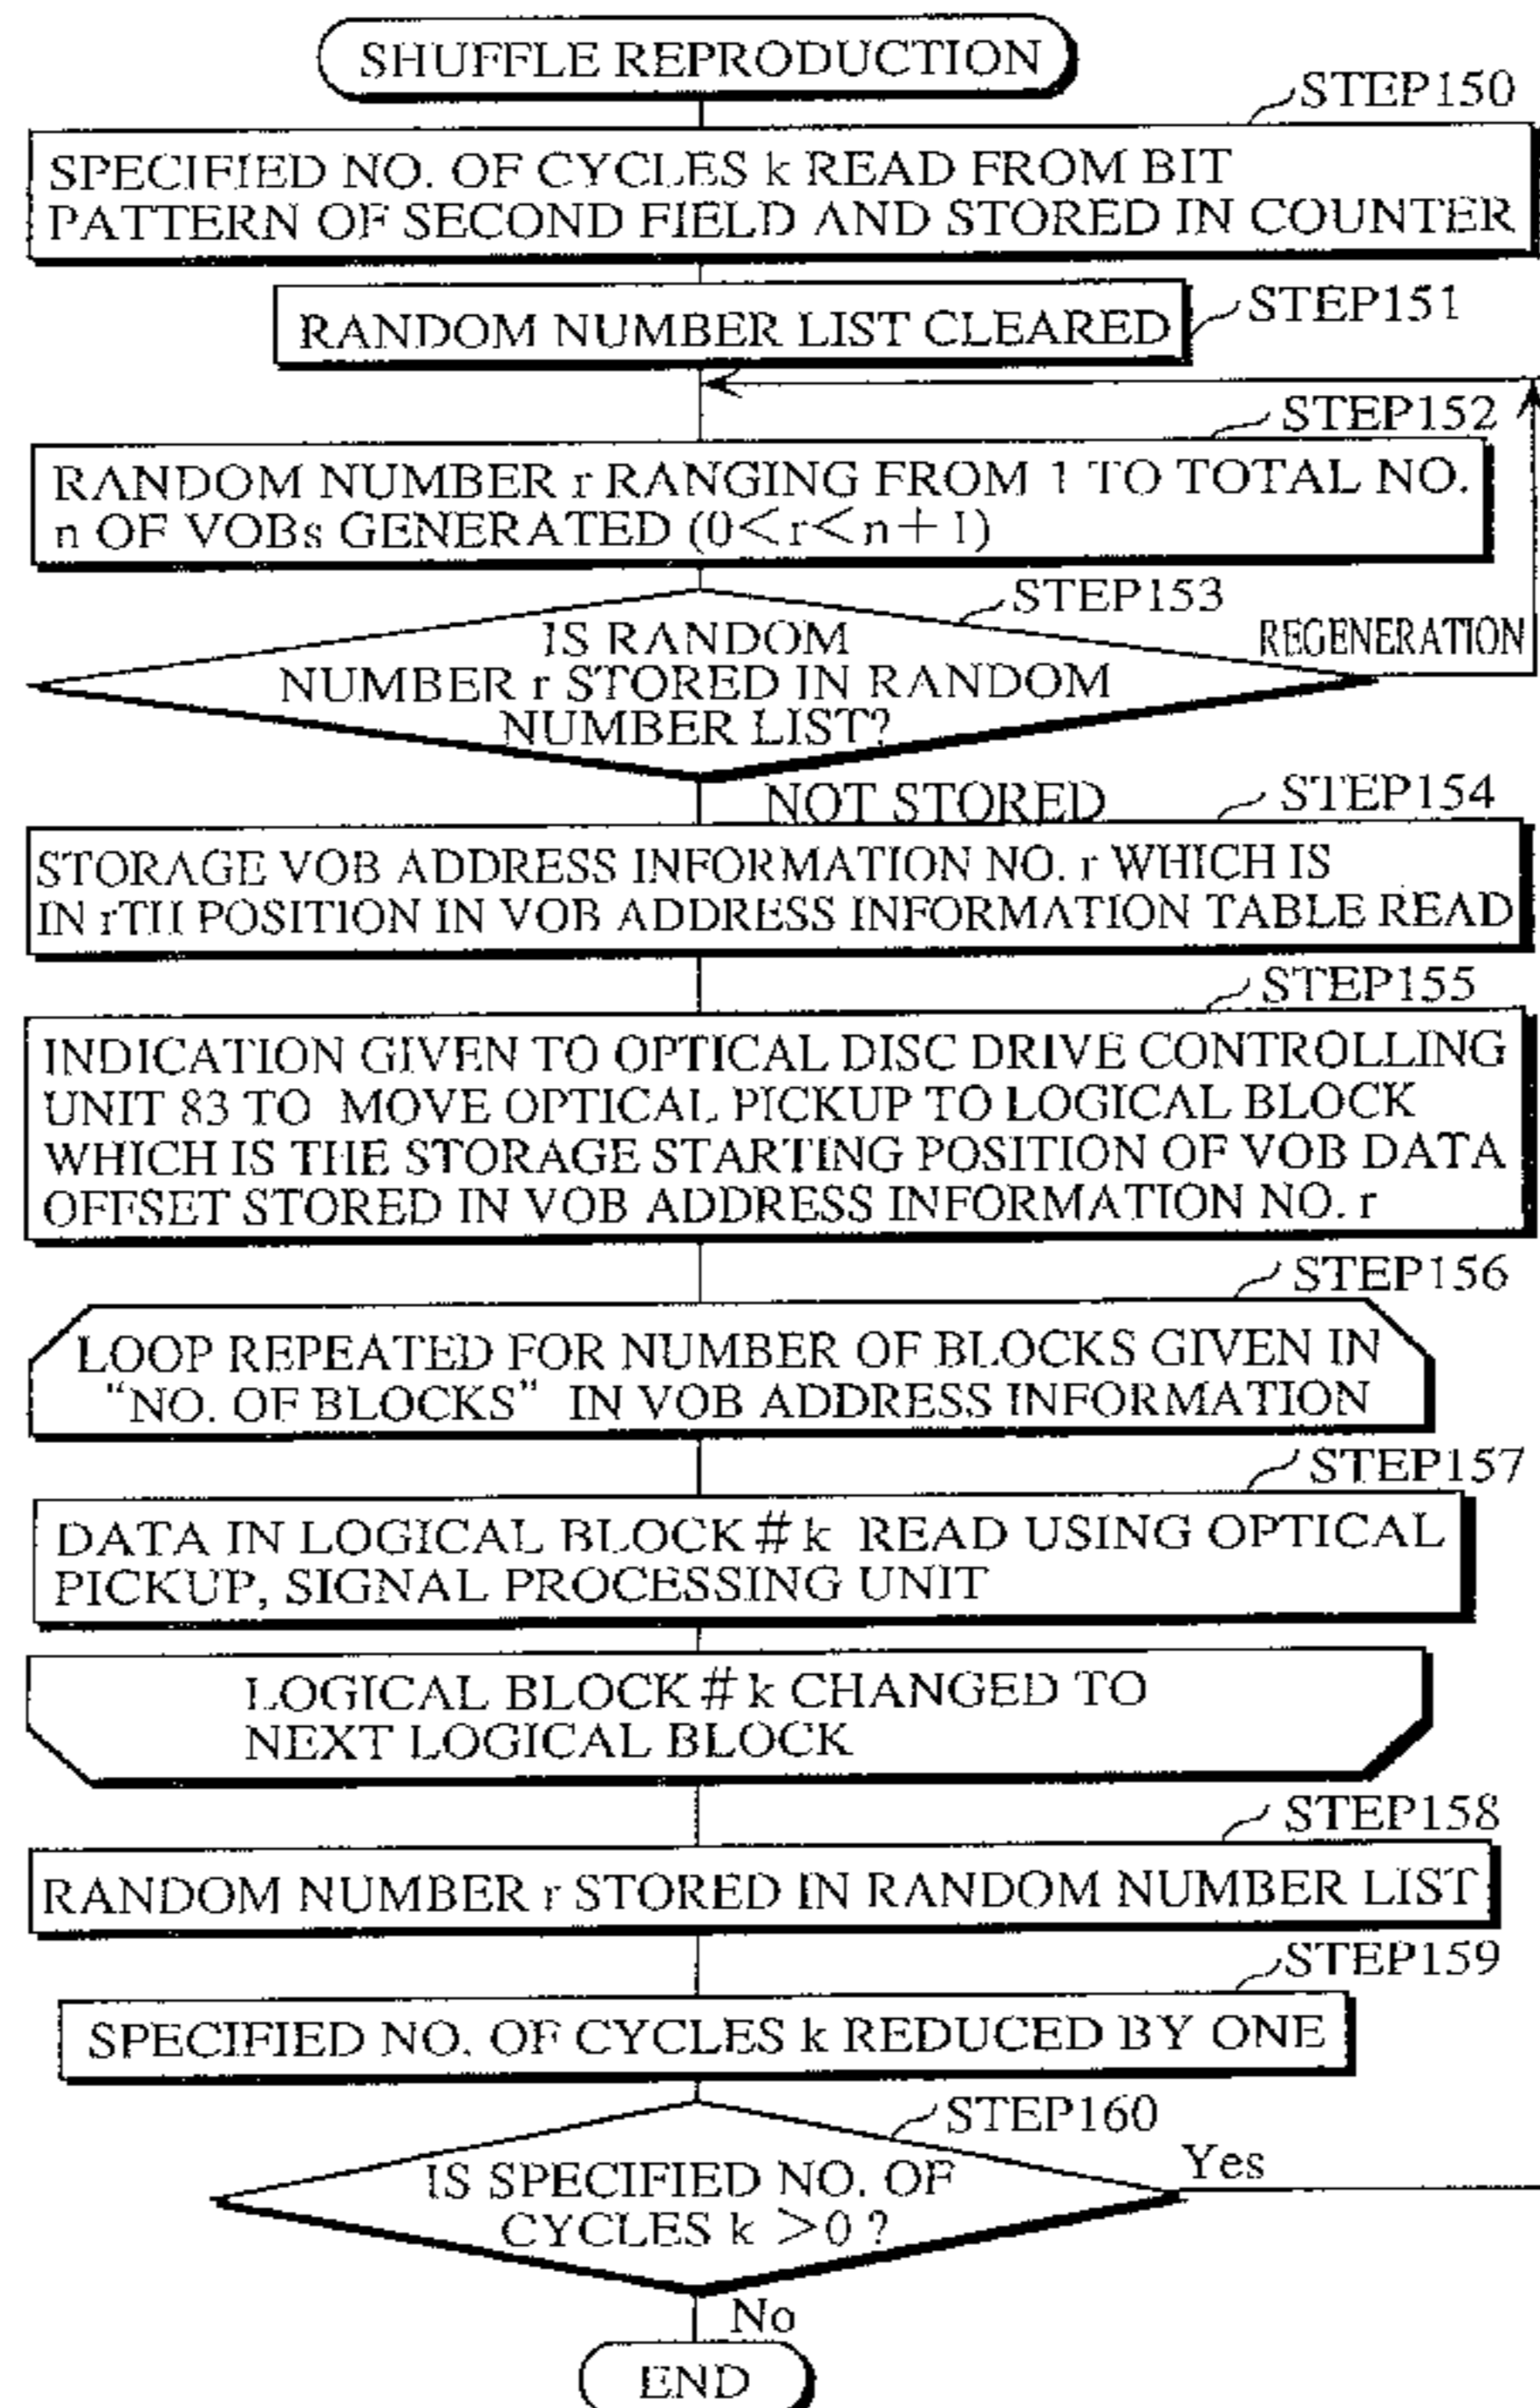 SHUFFLE REPRODUCTION
STEP150
SPECIFIED NO. OF CYCLES k READ FROM BIT
PATTERN OF SECOND FIELD AND STORED IN COUNTER
RANDOM NUMBER LIST CLEARED
STEP151
STEP152
RANDOM NUMBER r RANGING FROM 1 TO TOTAL NO.
n OF VOBs GENERATED (0<r<n+1)
STEP153
IS RANDOM
NUMBER r STORED IN RANDOM
NUMBER LIST?
REGENERATION
NOT STORED
STEP154
STORAGE VOB ADDRESS INFORMATION NO. r WHICH IS
IN rTH POSITION IN VOB ADDRESS INFORMATION TABLE READ
STEP155
INDICATION GIVEN TO OPTICAL DISC DRIVE CONTROLLING
UNIT 83 TO MOVE OPTICAL PICKUP TO LOGICAL BLOCK
WHICH IS THE STORAGE STARTING POSITION OF VOB DATA
OFFSET STORED IN VOB ADDRESS INFORMATION NO. r
STEP156
LOOP REPEATED FOR NUMBER OF BLOCKS GIVEN IN
“NO. OF BLOCKS” IN VOB ADDRESS INFORMATION
STEP157
DATA IN LOGICAL BLOCK #k READ USING OPTICAL
PICKUP, SIGNAL PROCESSING UNIT
LOGICAL BLOCK #k CHANGED TO
NEXT LOGICAL BLOCK
STEP158
RANDOM NUMBER r STORED IN RANDOM NUMBER LIST
STEP159
SPECIFIED NO. OF CYCLES k REDUCED BY ONE
STEP160
IS SPECIFIED NO. OF
CYCLES k >0 ?
Yes
No
END